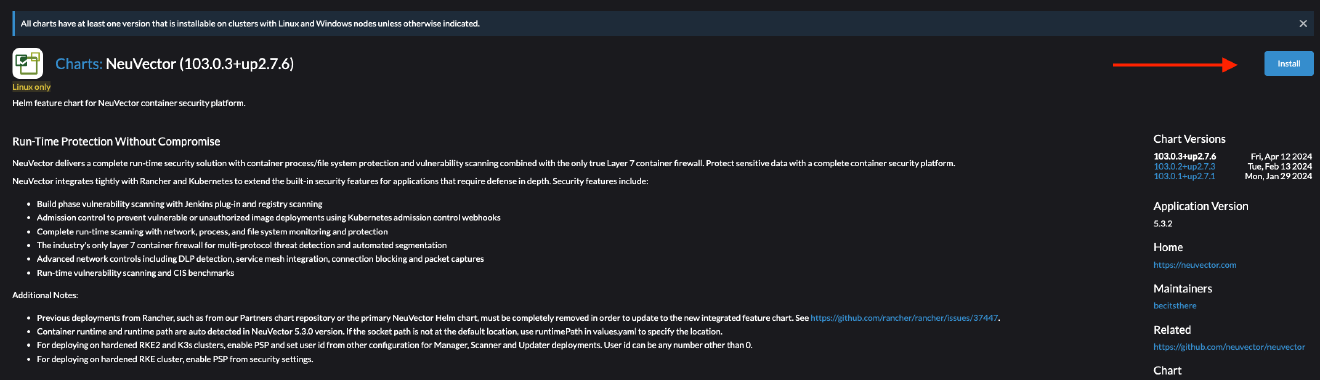 All charts have at least one version that is installable on clusters with Linux and Windows nodes unless otherwise indicated.
Charts: NeuVector (103.0.3+up2.7.6)
Install
Linux only
Helm feature chart for NeuVector container security platform.
Run-Time Protection Without Compromise
NeuVector delivers a complete run-time security solution with container process/file system protection and vulnerability scanning combined with the only true Layer 7 container firewall. Protect sensitive data with a complete container security platform.
NeuVector integrates tightly with Rancher and Kubernetes to extend the built-in security features for applications that require defense in depth. Security features include:
• Build phase vulnerability scanning with Jenkins plug-in and registry scanning
• Admission control to prevent vulnerable or unauthorized image deployments using Kubernetes admission control webhooks
• Complete run-time scanning with network, process, and file system monitoring and protection
• The industry's only layer 7 container firewall for multi-protocol threat detection and automated segmentation
• Advanced network controls including DLP detection, service mesh integration, connection blocking and packet captures
• Run-time vulnerability scanning and CIS benchmarks
Additional Notes:
• Previous deployments from Rancher, such as from our Partners chart repository or the primary NeuVector Helm chart, must be completely removed in order to update to the new integrated feature chart. See https://github.com/rancher/rancher/issues/37447.
• Container runtime and runtime path are auto detected in NeuVector 5.3.0 version. If the socket path is not at the default location, use runtimePath in values.yaml to specify the location.
• For deploying on hardened RKE2 and K3s clusters, enable PSP and set user id from other configuration for Manager, Scanner and Updater deployments. User id can be any number other than 0.
• For deploying on hardened RKE cluster, enable PSP from security settings.
Chart Versions
103.0.3+up2.7.6 Fri, Apr 12 2024
103.0.2+up2.7.3 Tue, Feb 13 2024
103.0.1+up2.7.1 Mon, Jan 29 2024
Application Version
5.3.2
Home
https://neuvector.com
Maintainers
becitsthere
Related
https://github.com/neuvector/neuvector
Chart